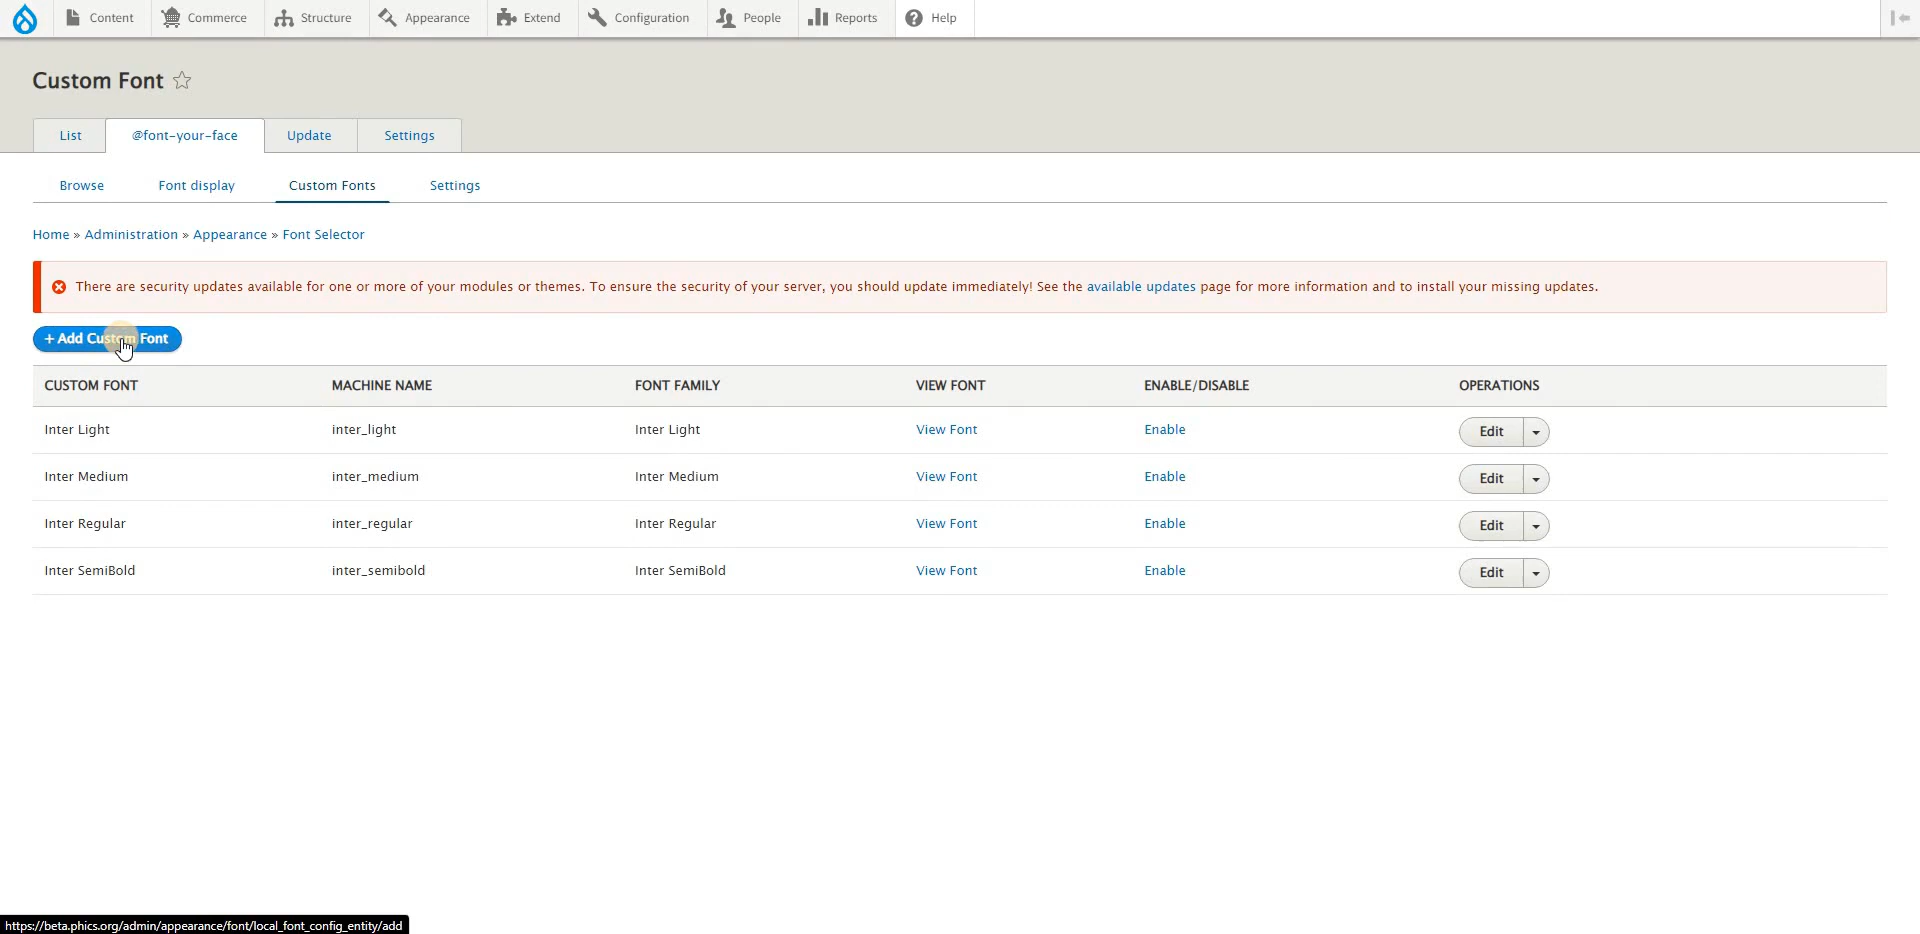 Content Commerce Structure Appearance Extend Configuration People Reports Help
Custom Font
List @font-your-face Update Settings
Browse Font display Custom Fonts Settings
Home » Administration » Appearance » Font Selector
There are security updates available for one or more of your modules or themes. To ensure the security of your server, you should update immediately! See the available updates page for more information and to install your missing updates.
+ Add Custom Font
CUSTOM FONT MACHINE NAME FONT FAMILY VIEW FONT ENABLE/DISABLE OPERATIONS
Inter Light inter_light Inter Light View Font Enable Edit
Inter Medium inter_medium Inter Medium View Font Enable Edit
Inter Regular inter_regular Inter Regular View Font Enable Edit
Inter SemiBold inter_semibold Inter SemiBold View Font Enable Edit
https://beta.phics.org/admin/appearance/font/local_font_config_entity/add